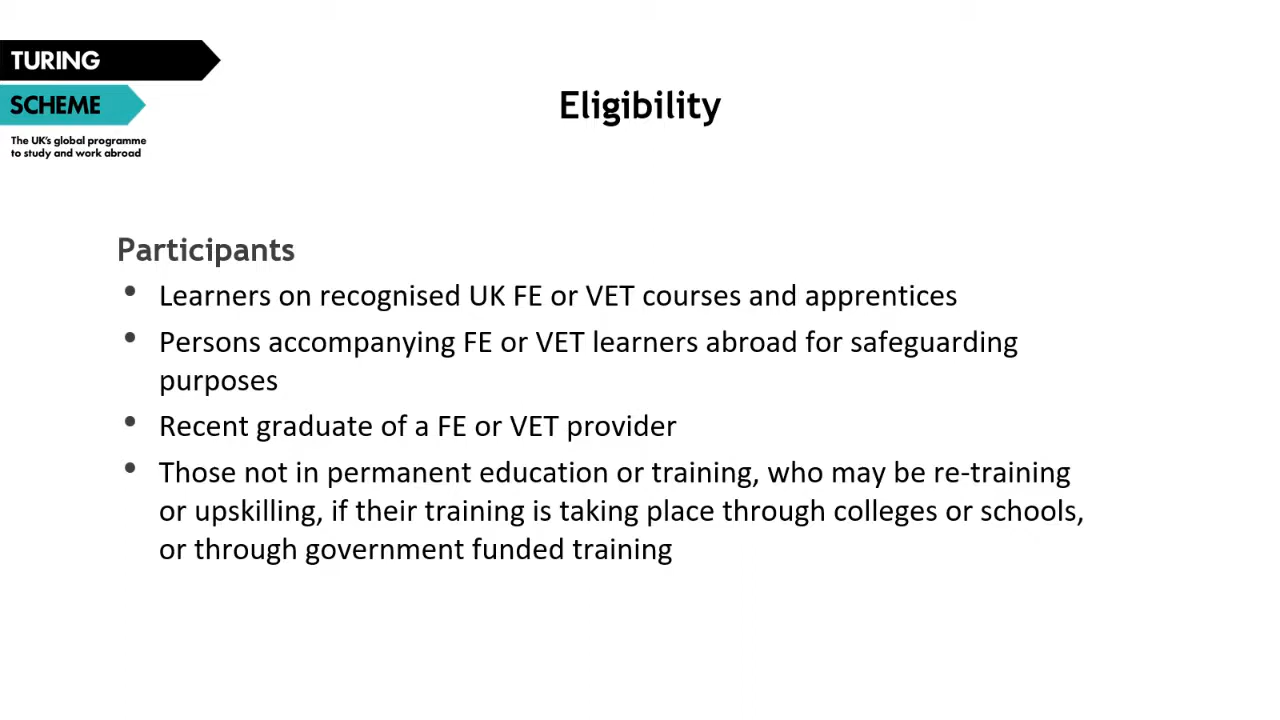 TURING
SCHEME
The UK's global programme
to study and work abroad
Eligibility
Participants
• Learners on recognised UK FE or VET courses and apprentices
• Persons accompanying FE or VET learners abroad for safeguarding
purposes
• Recent graduate of a FE or VET provider
• Those not in permanent education or training, who may be re-training
or upskilling, if their training is taking place through colleges or schools,
or through government funded training